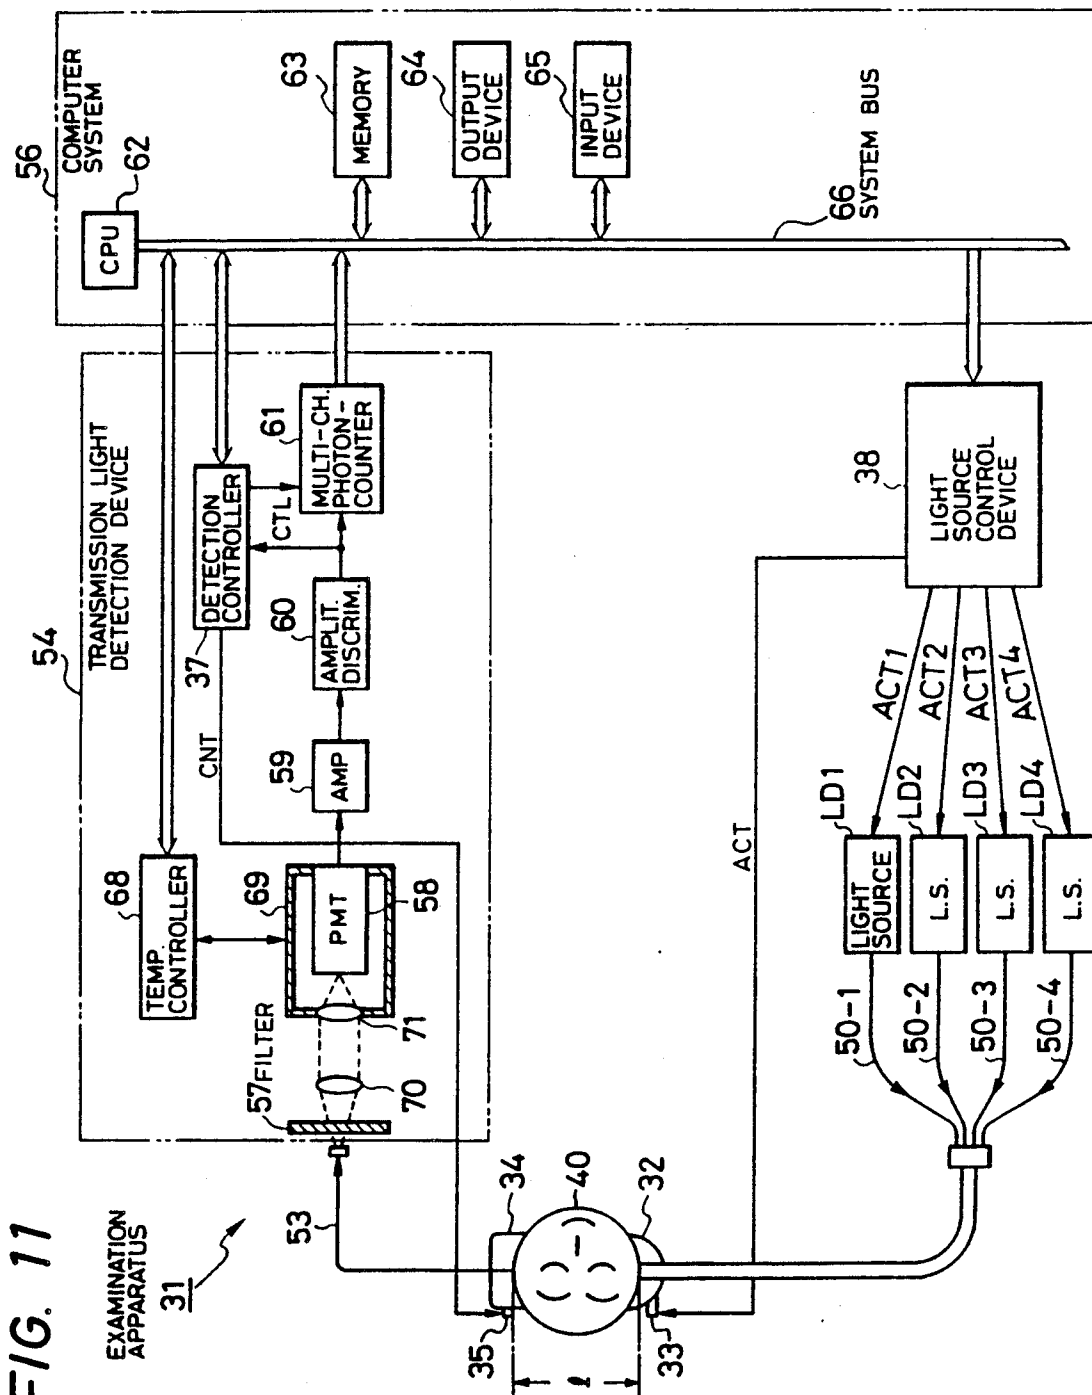 FIG. 11
EXAMINATION
APPARATUS
31
54
TRANSMISSION LIGHT
DETECTION DEVICE
56
COMPUTER
SYSTEM
62
CPU
68
TEMP.
CONTROLLER
CNT
37
DETECTION
CONTROLLER
CTL
57 FILTER
70
71
69
PMT
58
59
AMP
60
AMPLIT.
DISCRIM.
61
MULTI-CH.
PHOTON-
COUNTER
63
MEMORY
64
OUTPUT
DEVICE
65
INPUT
DEVICE
66
SYSTEM BUS
53
34
35
40
32
33
l
ACT
38
LIGHT
SOURCE
CONTROL
DEVICE
ACT1
ACT2
ACT3
ACT4
LD1
LD2
LD3
LD4
LIGHT
SOURCE
L.S.
L.S.
L.S.
50-1
50-2
50-3
50-4